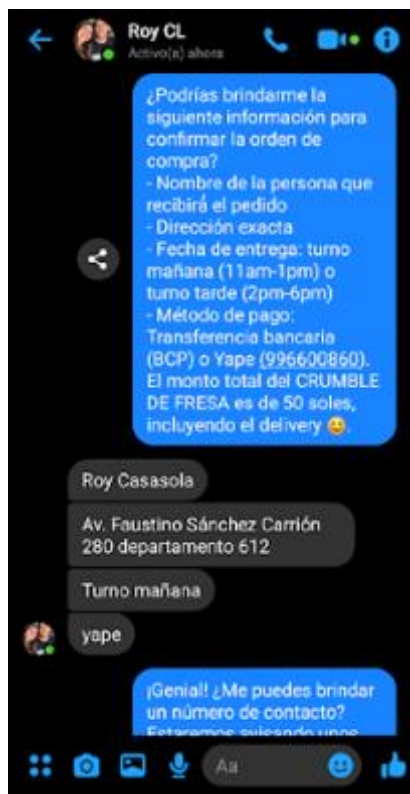 Roy CL
Activo(a) ahora
¿Podrías brindarme la
siguiente información para
confirmar la orden de
compra?
- Nombre de la persona que
recibirá el pedido
- Dirección exacta
- Fecha de entrega: turno
mañana (11am-1pm) o
turno tarde (2pm-6pm)
- Método de pago:
Transferencia bancaria
(BCP) o Yape (996600860).
El monto total del CRUMBLE
DE FRESA es de 50 soles,
incluyendo el delivery 😄.
Roy Casasola
Av. Faustino Sánchez Carrión
280 departamento 612
Turno mañana
yape
¡Genial! ¿Me puedes brindar
un número de contacto?
Estaremos avisando unos
Aa